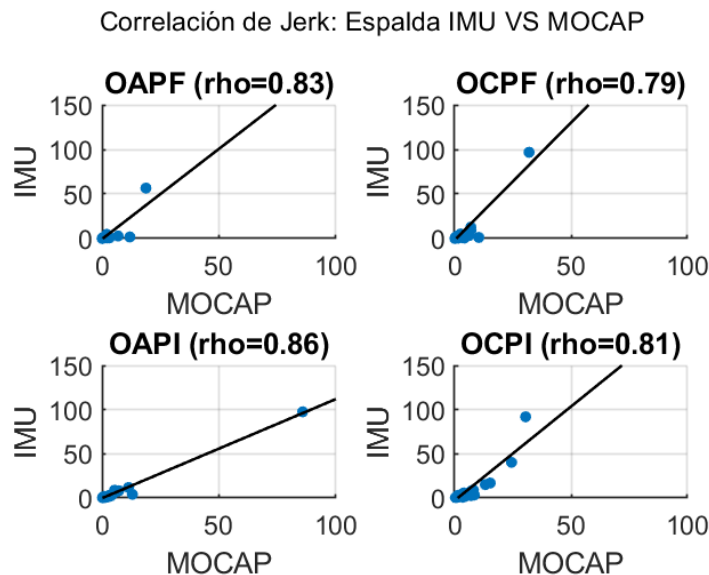 Correlación de Jerk: Espalda IMU VS MOCAP
OAPF (rho=0.83)
150
100
50
0
IMU
0 50 100
MOCAP
OCPF (rho=0.79)
150
100
50
0
IMU
0 50 100
MOCAP
OAPI (rho=0.86)
150
100
50
0
IMU
0 50 100
MOCAP
OCPI (rho=0.81)
150
100
50
0
IMU
0 50 100
MOCAP